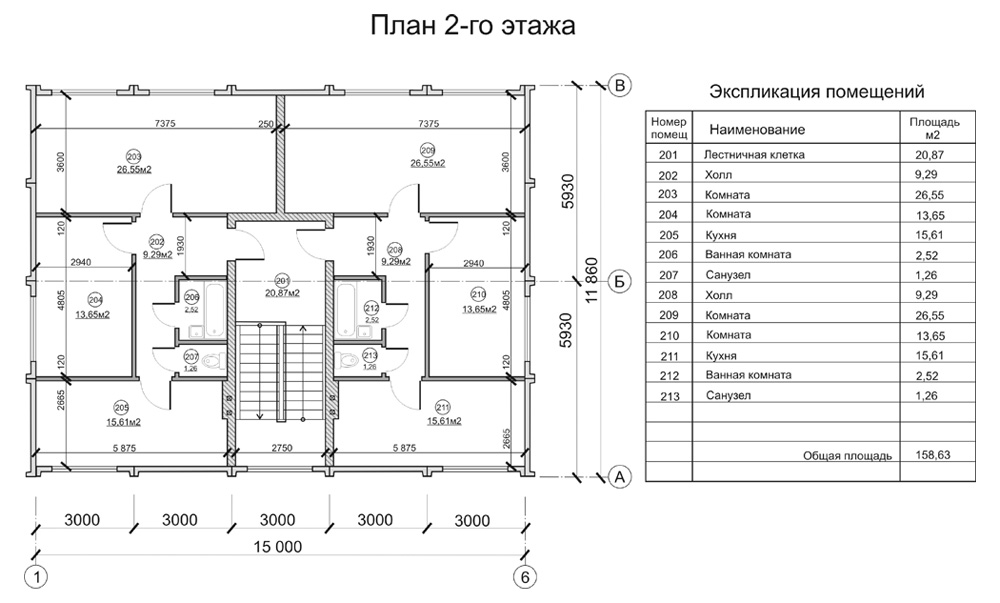 План 2-го этажа
7375
250
7375
203
26,55м2
209
26,55м2
3600
3600
120
202
9.29м2
1930
1930
208
9.29м2
120
2940
2940
201
20,87м2
204
13.65м2
206
2,52
212
2,52
210
13,65м2
4805
4805
207
1,26
213
1,26
120
120
205
15.61м2
211
15,61м2
2665
2665
5 875
2750
5 875
5930
5930
11 860
В
Б
А
3000
3000
3000
3000
3000
15 000
1
6
Экспликация помещений
Номер помещ Наименование Площадь м2
201 Лестничная клетка 20,87
202 Холл 9,29
203 Комната 26,55
204 Комната 13,65
205 Кухня 15,61
206 Ванная комната 2,52
207 Санузел 1,26
208 Холл 9,29
209 Комната 26,55
210 Комната 13,65
211 Кухня 15,61
212 Ванная комната 2,52
213 Санузел 1,26
Общая площадь 158,63